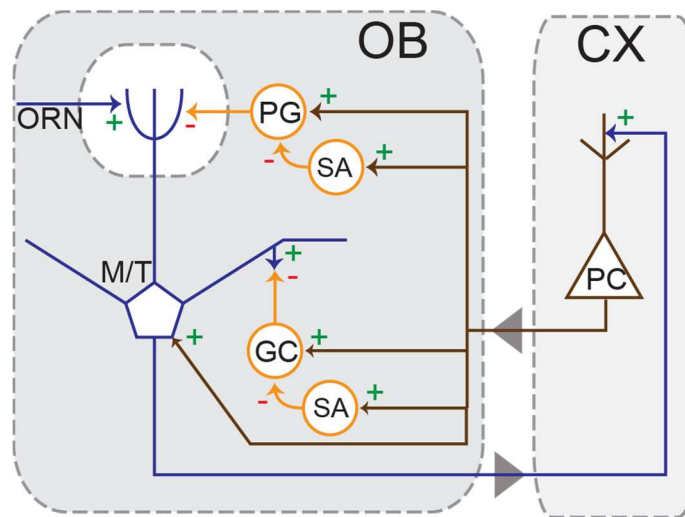 OB
CX
ORN
+
-
PG
+
-
SA
+
+
M/T
+
-
PC
+
GC
+
-
SA
+